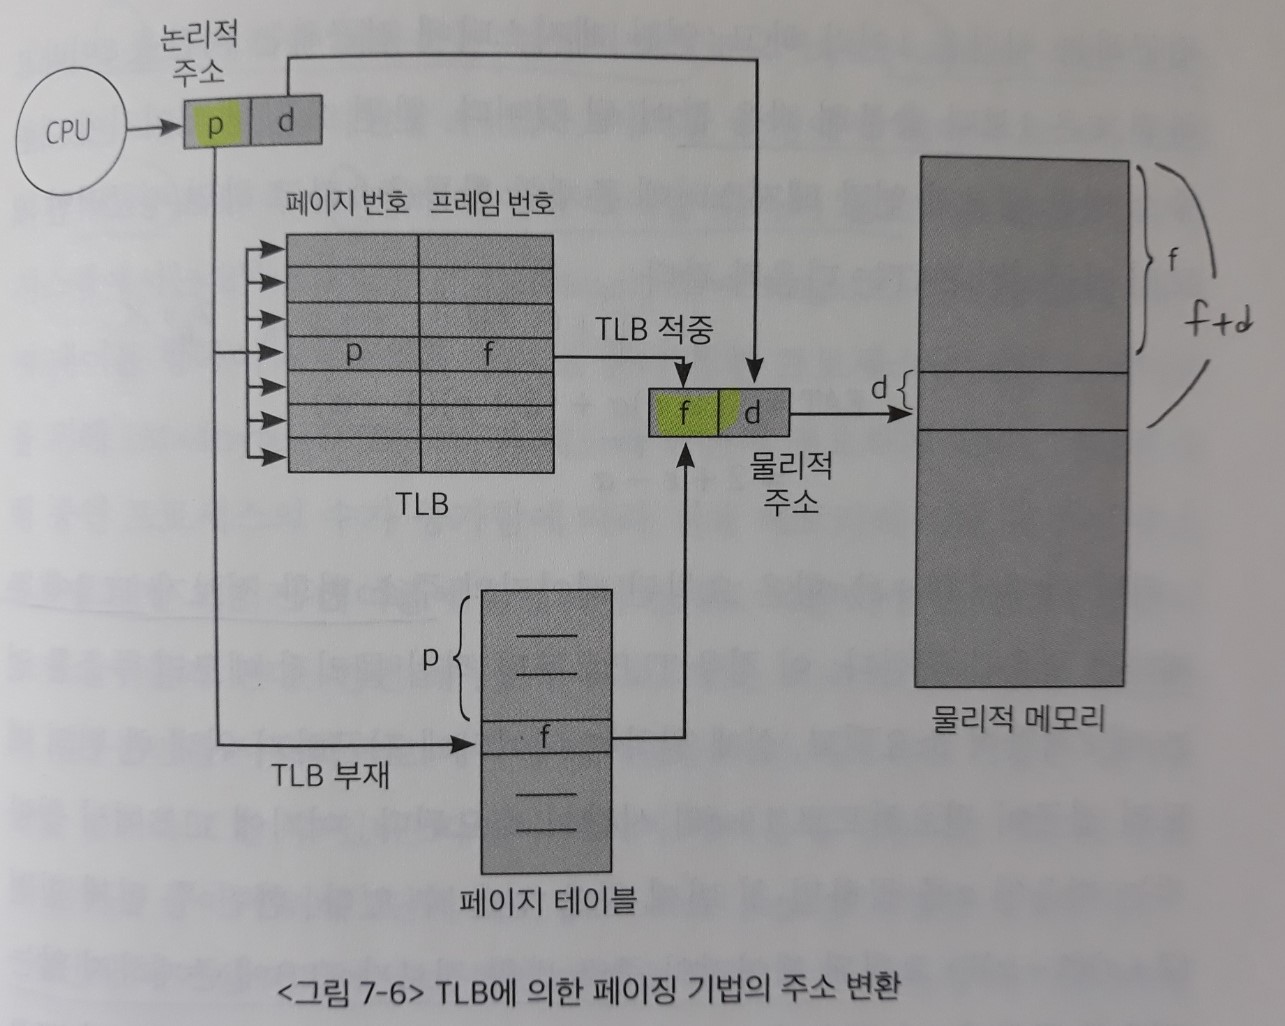 논리적
주소
CPU
p d
페이지 번호 프레임 번호
p f
TLB
TLB 적중
f d
물리적
주소
d
f
f+d
물리적 메모리
p
f
TLB 부재
페이지 테이블
<그림 7-6> TLB에 의한 페이징 기법의 주소 변환